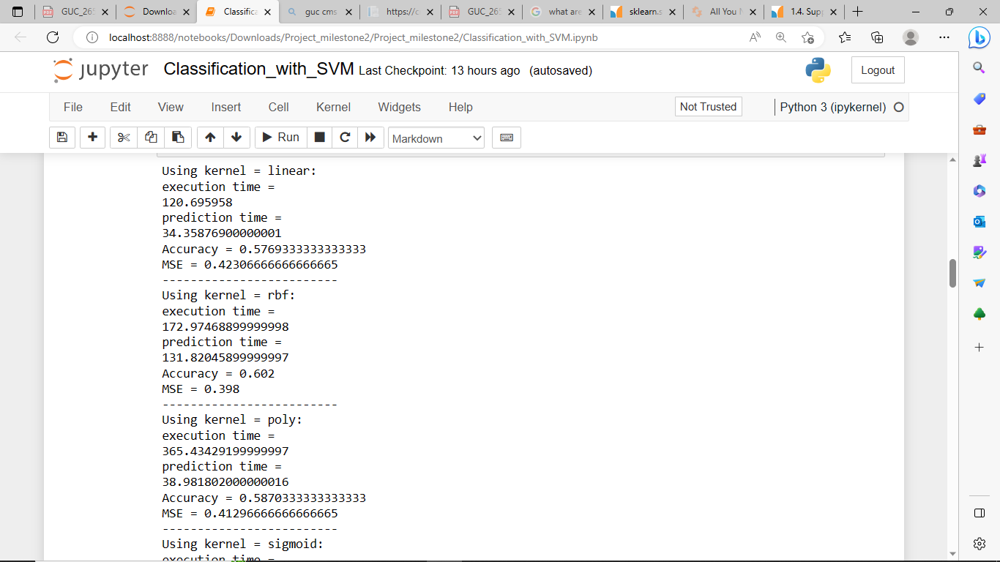 GUC_265
Downloa
Classifica
guc cms
https://c
GUC_265
what are
sklearn.s
All You N
1.4. Supp
localhost:8888/notebooks/Downloads/Project_milestone2/Project_milestone2/Classification_with_SVM.ipynb
jupyter Classification_with_SVM Last Checkpoint: 13 hours ago (autosaved)
Logout
File Edit View Insert Cell Kernel Widgets Help
Not Trusted
Python 3 (ipykernel)
Run
Markdown
Using kernel = linear:
execution time =
120.695958
prediction time =
34.35876900000001
Accuracy = 0.5769333333333333
MSE = 0.42306666666666665
-------------------------
Using kernel = rbf:
execution time =
172.97468899999998
prediction time =
131.82045899999997
Accuracy = 0.602
MSE = 0.398
-------------------------
Using kernel = poly:
execution time =
365.43429199999997
prediction time =
38.981802000000016
Accuracy = 0.5870333333333333
MSE = 0.41296666666666665
-------------------------
Using kernel = sigmoid:
execution time =